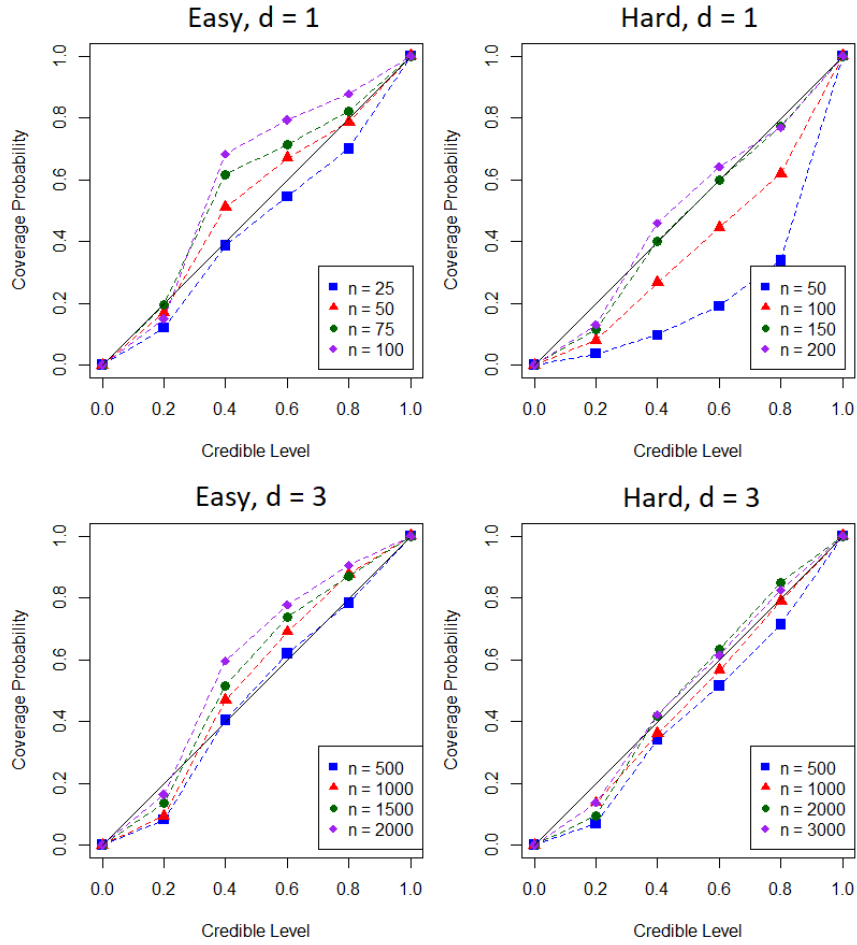 Easy, d = 1
Hard, d = 1
Coverage Probability
1.0
0.8
0.6
0.4
0.2
0.0
n = 25
n = 50
n = 75
n = 100
0.0 0.2 0.4 0.6 0.8 1.0
Credible Level
Coverage Probability
1.0
0.8
0.6
0.4
0.2
0.0
n = 50
n = 100
n = 150
n = 200
0.0 0.2 0.4 0.6 0.8 1.0
Credible Level
Easy, d = 3
Hard, d = 3
Coverage Probability
1.0
0.8
0.6
0.4
0.2
0.0
n = 500
n = 1000
n = 1500
n = 2000
0.0 0.2 0.4 0.6 0.8 1.0
Credible Level
Coverage Probability
1.0
0.8
0.6
0.4
0.2
0.0
n = 500
n = 1000
n = 2000
n = 3000
0.0 0.2 0.4 0.6 0.8 1.0
Credible Level